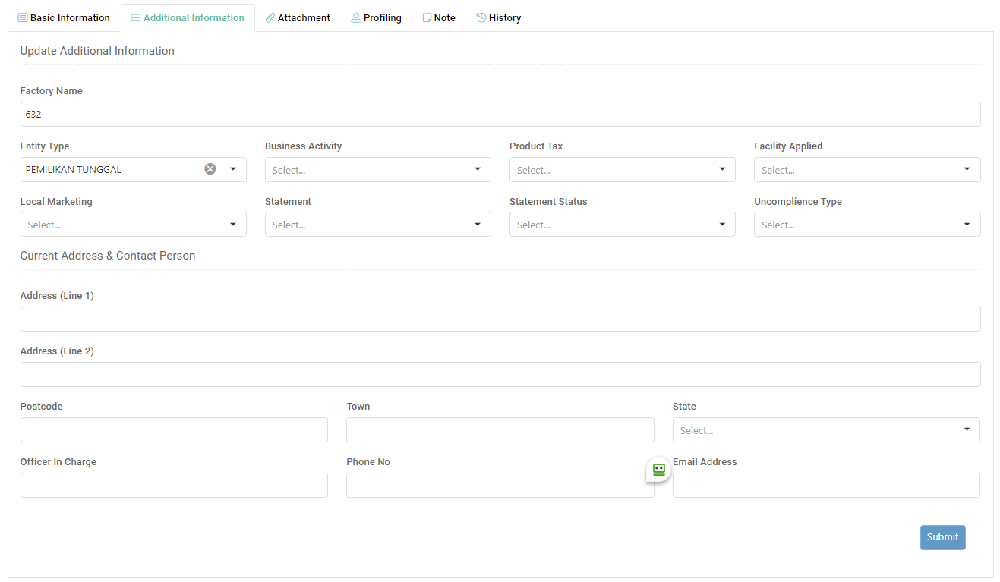 Basic Information Additional Information Attachment Profiling Note History
Update Additional Information
Factory Name
632
Entity Type Business Activity Product Tax Facility Applied
PEMILIKAN TUNGGAL Select... Select... Select...
Local Marketing Statement Statement Status Uncomplience Type
Select... Select... Select... Select...
Current Address & Contact Person
Address (Line 1)
Address (Line 2)
Postcode Town State
Select...
Officer In Charge Phone No Email Address
Submit